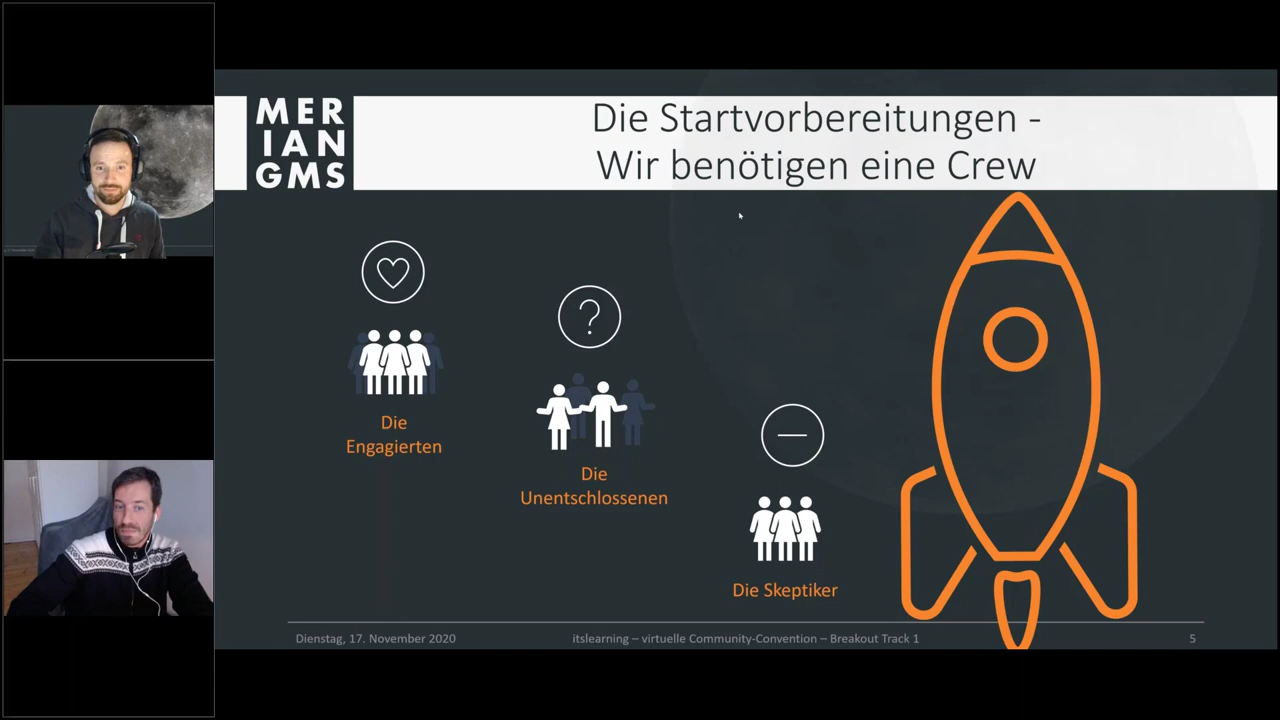 MER
IAN
GMS
Die Startvorbereitungen -
Wir benötigen eine Crew
?
Die
Engagierten
Die
Unentschlossenen
Die Skeptiker
Dienstag, 17. November 2020
itslearning – virtuelle Community-Convention – Breakout Track 1
5